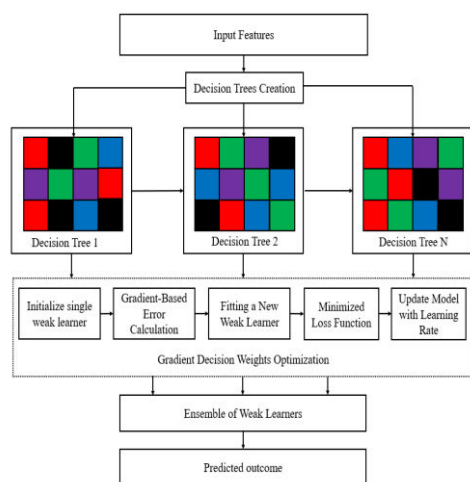 Input Features
Decision Trees Creation
Decision Tree 1
Decision Tree 2
Decision Tree N
Initialize single
weak learner
Gradient-Based
Error
Calculation
Fitting a New
Weak Learner
Minimized
Loss Function
Update Model
with Learning
Rate
Gradient Decision Weights Optimization
Ensemble of Weak Learners
Predicted outcome